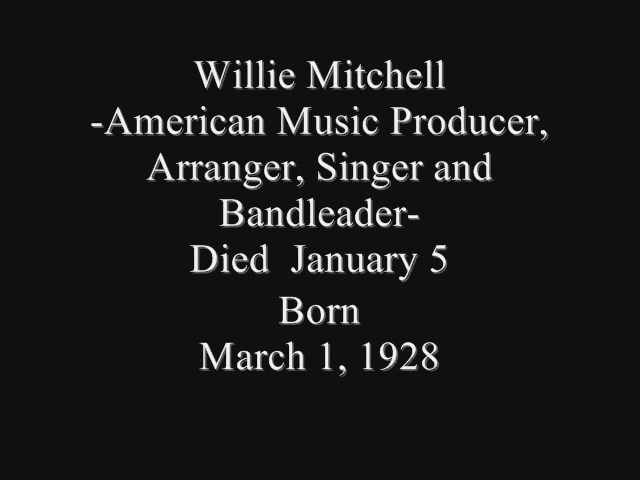 Willie Mitchell
-American Music Producer,
Arranger, Singer and
Bandleader-
Died  January 5
Born
March 1, 1928